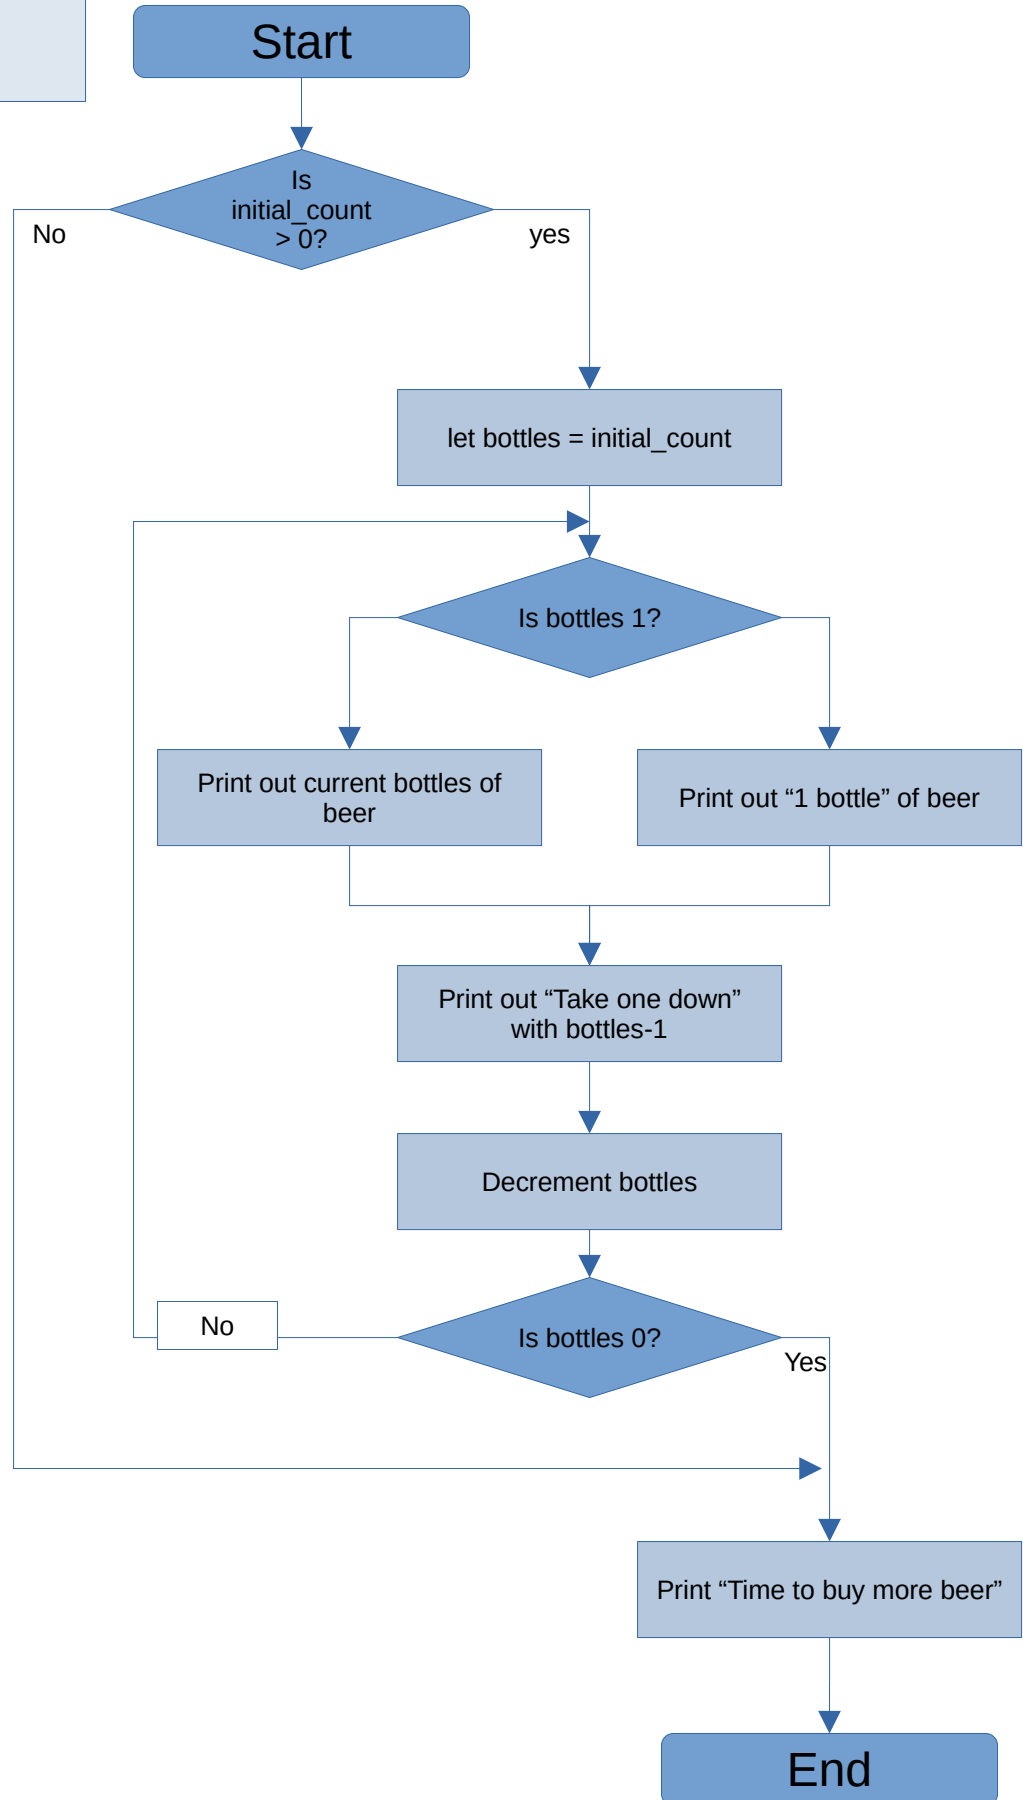 Start
Is
initial_count
> 0?
No
yes
let bottles = initial_count
Is bottles 1?
Print out current bottles of
beer
Print out “1 bottle” of beer
Print out “Take one down”
with bottles-1
Decrement bottles
Is bottles 0?
No
Yes
Print “Time to buy more beer”
End